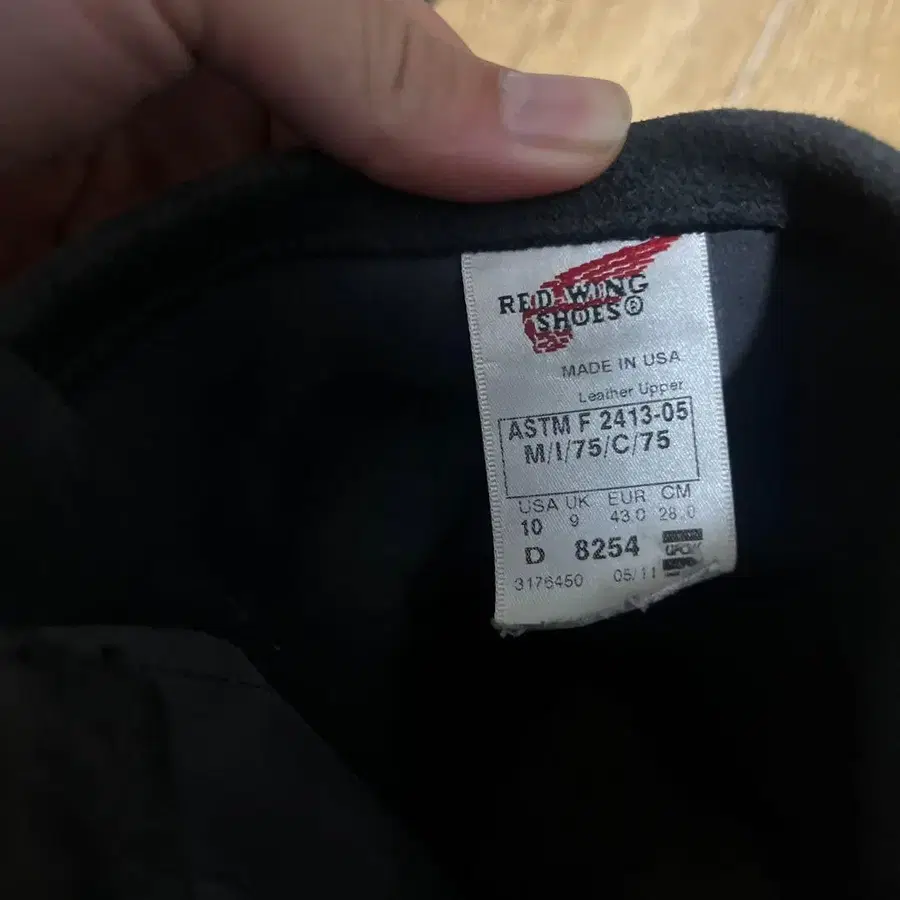 RED WING
SHOES®
MADE IN USA
Leather Upper
ASTM F 2413-05
M/I/75/C/75
USA UK EUR CM
10 9 43.0 28.0
D 8254
3176450 05/11